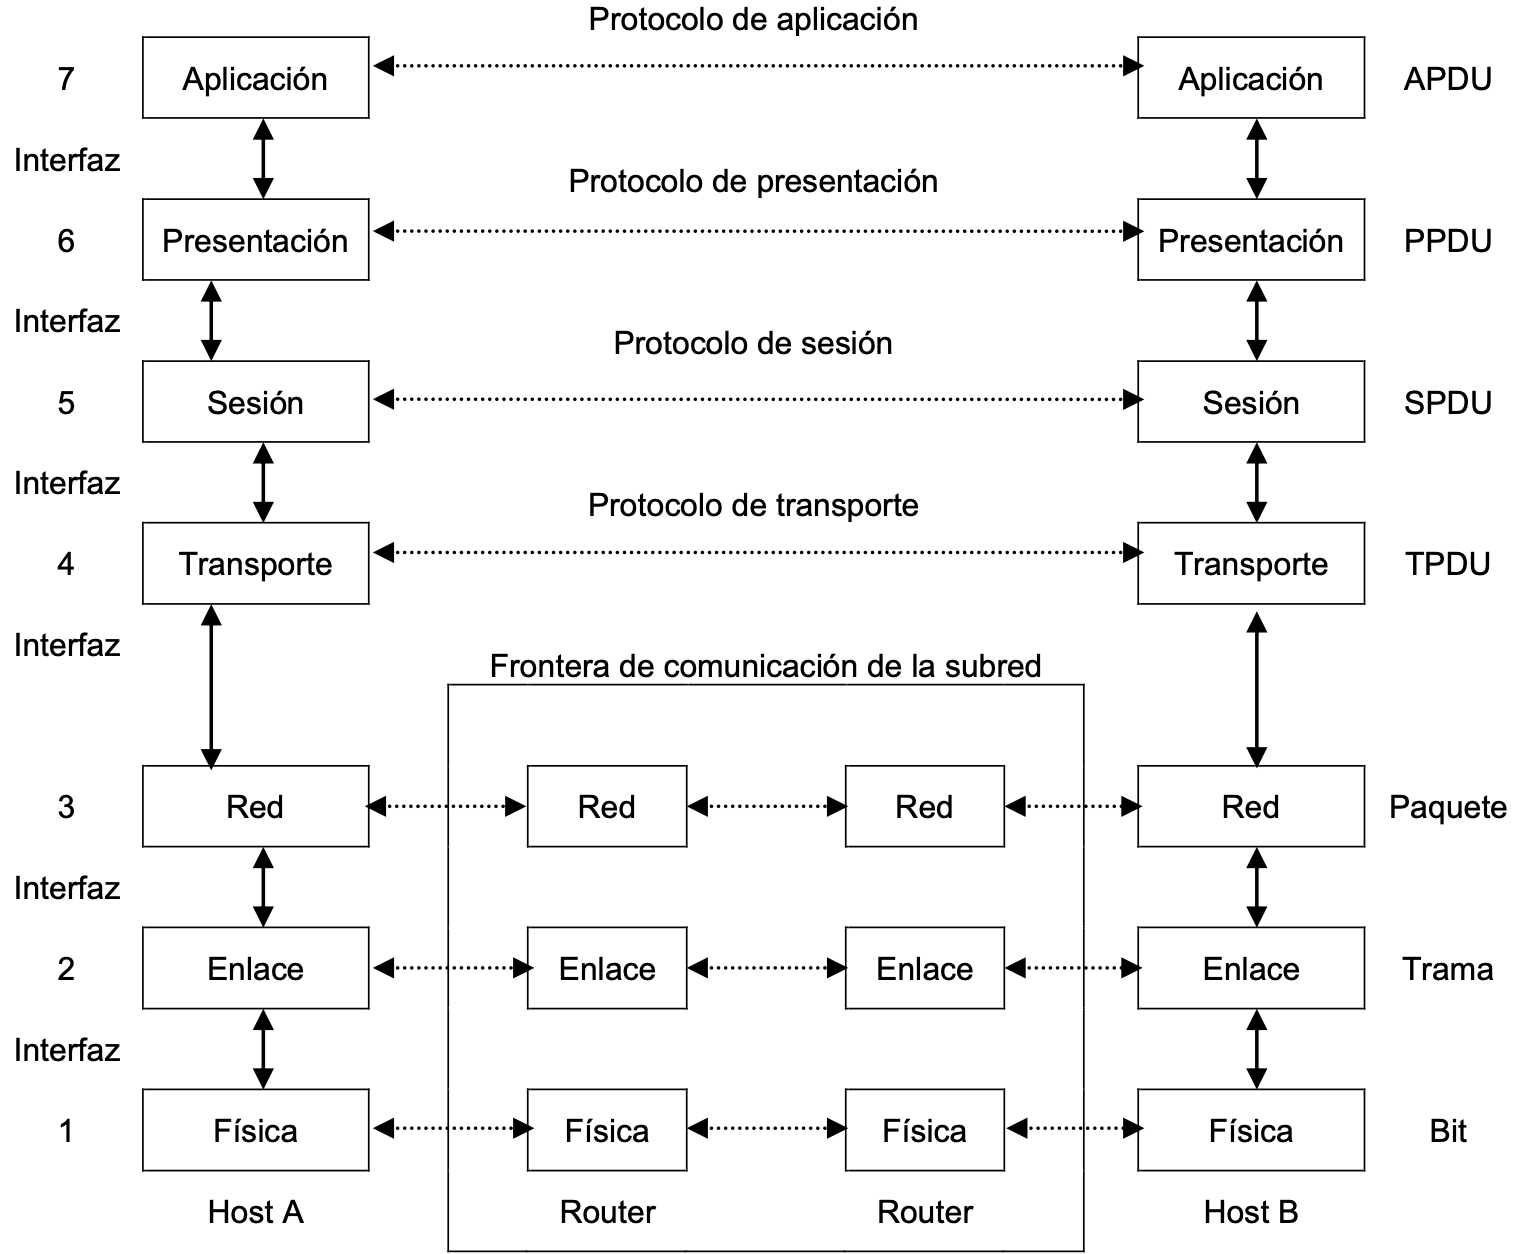 Protocolo de aplicación
7 Aplicación Aplicación APDU
Interfaz
Protocolo de presentación
6 Presentación Presentación PPDU
Interfaz
Protocolo de sesión
5 Sesión Sesión SPDU
Interfaz
Protocolo de transporte
4 Transporte Transporte TPDU
Interfaz
Frontera de comunicación de la subred
3 Red Red Red Red Paquete
Interfaz
2 Enlace Enlace Enlace Enlace Trama
Interfaz
1 Física Física Física Física Bit
Host A Router Router Host B